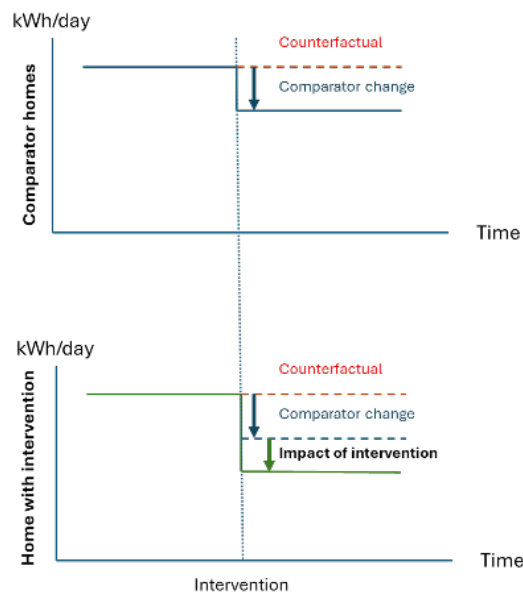 kWh/day
Counterfactual
Comparator change
Comparator homes
Time
kWh/day
Counterfactual
Comparator change
Impact of intervention
Home with intervention
Time
Intervention